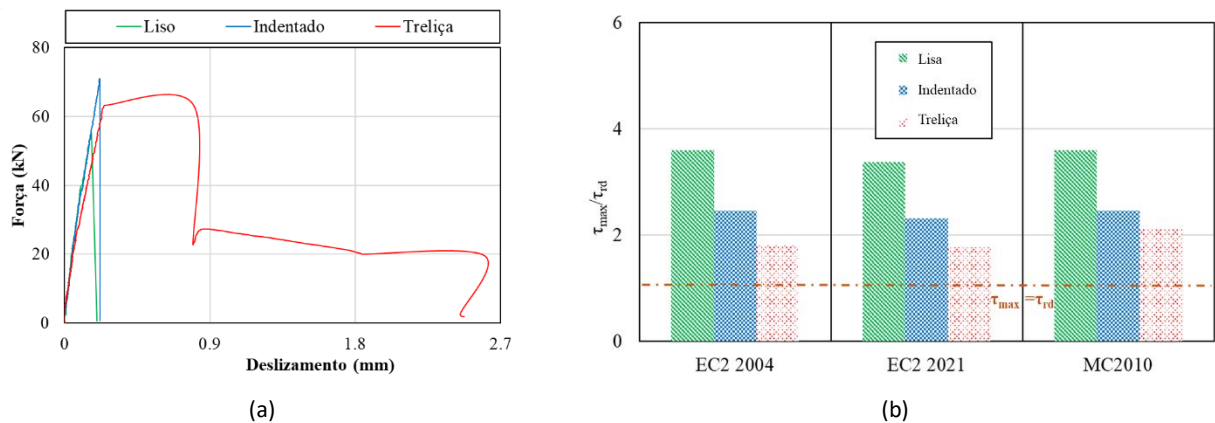 Liso Indentado Treliça
80
60
40
20
0
Força (kN)
0 0.9 1.8 2.7
Deslizamento (mm)
(a)
6
4
2
0
τmax/τrd
Lisa
Indentado
Treliça
τmax =τrd
EC2 2004 EC2 2021 MC2010
(b)